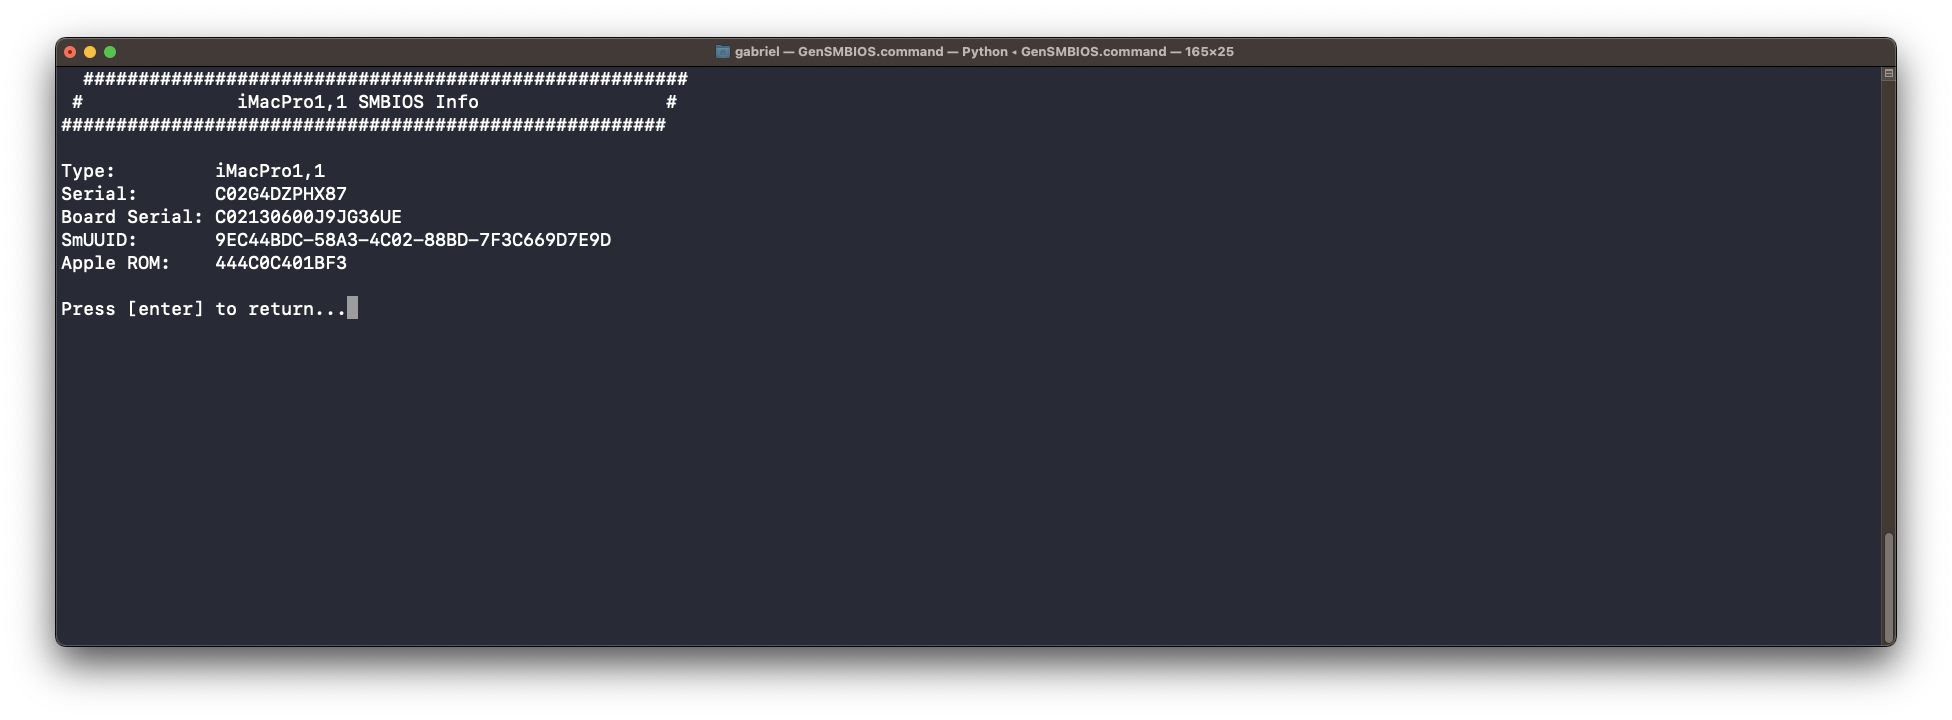 gabriel — GenSMBIOS.command — Python ◂ GenSMBIOS.command — 165×25
#######################################################
# iMacPro1,1 SMBIOS Info #
#######################################################
Type: iMacPro1,1
Serial: C02G4DZPHX87
Board Serial: C02130600J9JG36UE
SmUUID: 9EC44BDC-58A3-4C02-88BD-7F3C669D7E9D
Apple ROM: 444C0C401BF3
Press [enter] to return...